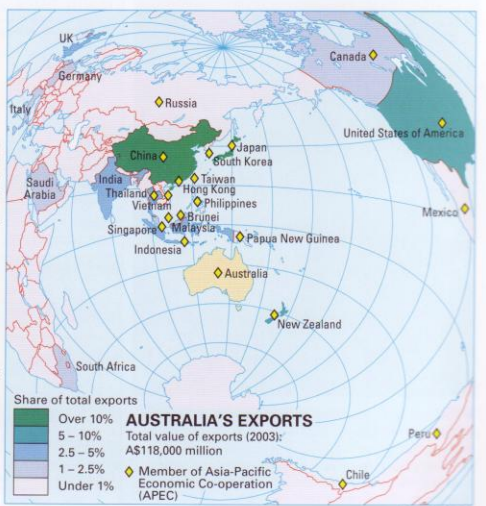 UK
Canada
Germany
Russia
Italy
United States of America
Japan
China
South Korea
Saudi
Arabia
India
Taiwan
Thailand
Hong Kong
Vietnam
Philippines
Mexico
Brunei
Singapore
Malaysia
Papua New Guinea
Indonesia
Australia
New Zealand
South Africa
Share of total exports
Over 10%
5 – 10%
2.5 – 5%
1 – 2.5%
Under 1%
AUSTRALIA'S EXPORTS
Total value of exports (2003):
A$118,000 million
Member of Asia-Pacific
Economic Co-operation
(APEC)
Peru
Chile